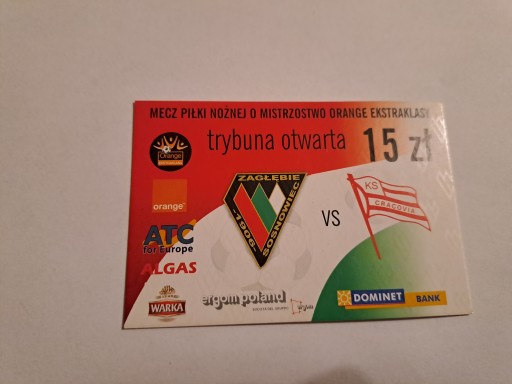 MECZ PIŁKI NOŻNEJ O MISTRZOSTWO ORANGE EKSTRAKLASY
trybuna otwarta 15 zł
Orange
orange
ZAGŁĘBIE
SOSNOWIEC
1906
VS
KS
CRACOVIA
ATC
for Europe
ALGAS
WARKA
ergom poland
DOMINET BANK